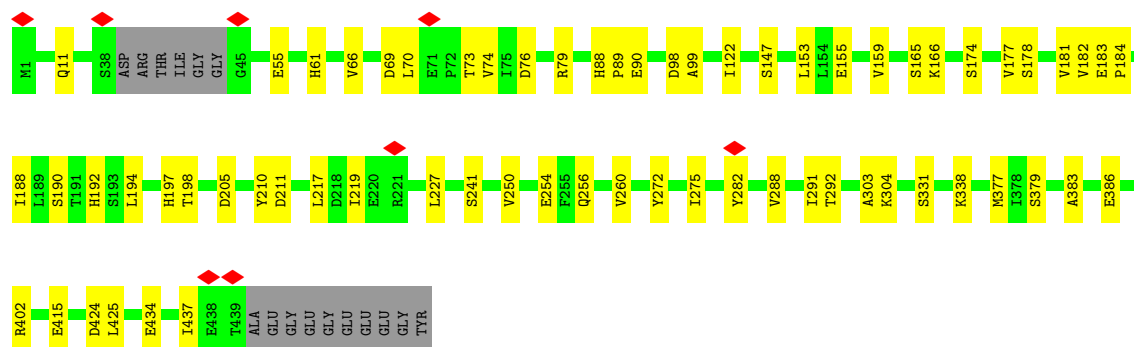 M1 Q11 S38 ASP ARG THR ILE GLY GLY G45 E55 H61 V66 D69 L70 E71 P72 T73 V74 I75 D76 R79 H88 P89 E90 D98 A99 I122 S147 L153 L154 E155 V159 S165 K166 S174 V177 S178 V181 V182 E183 P184
I188 L189 S190 T191 H192 S193 L194 H197 T198 D205 Y210 D211 L217 D218 I219 E220 R221 L227 S241 V250 E254 F255 Q256 V260 Y272 I275 Y282 V288 I291 T292 A303 K304 S331 K338 M377 I378 S379 A383 E386
R402 E415 D424 L425 E434 I437 E438 T439 ALA GLU GLY GLU GLY GLU GLU GLU GLY TYR